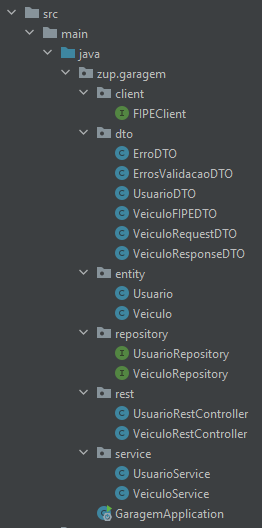 src
main
java
zup.garagem
client
FIPEClient
dto
ErroDTO
ErrosValidacaoDTO
UsuarioDTO
VeiculoFIPEDTO
VeiculoRequestDTO
VeiculoResponseDTO
entity
Usuario
Veiculo
repository
UsuarioRepository
VeiculoRepository
rest
UsuarioRestController
VeiculoRestController
service
UsuarioService
VeiculoService
GaragemApplication